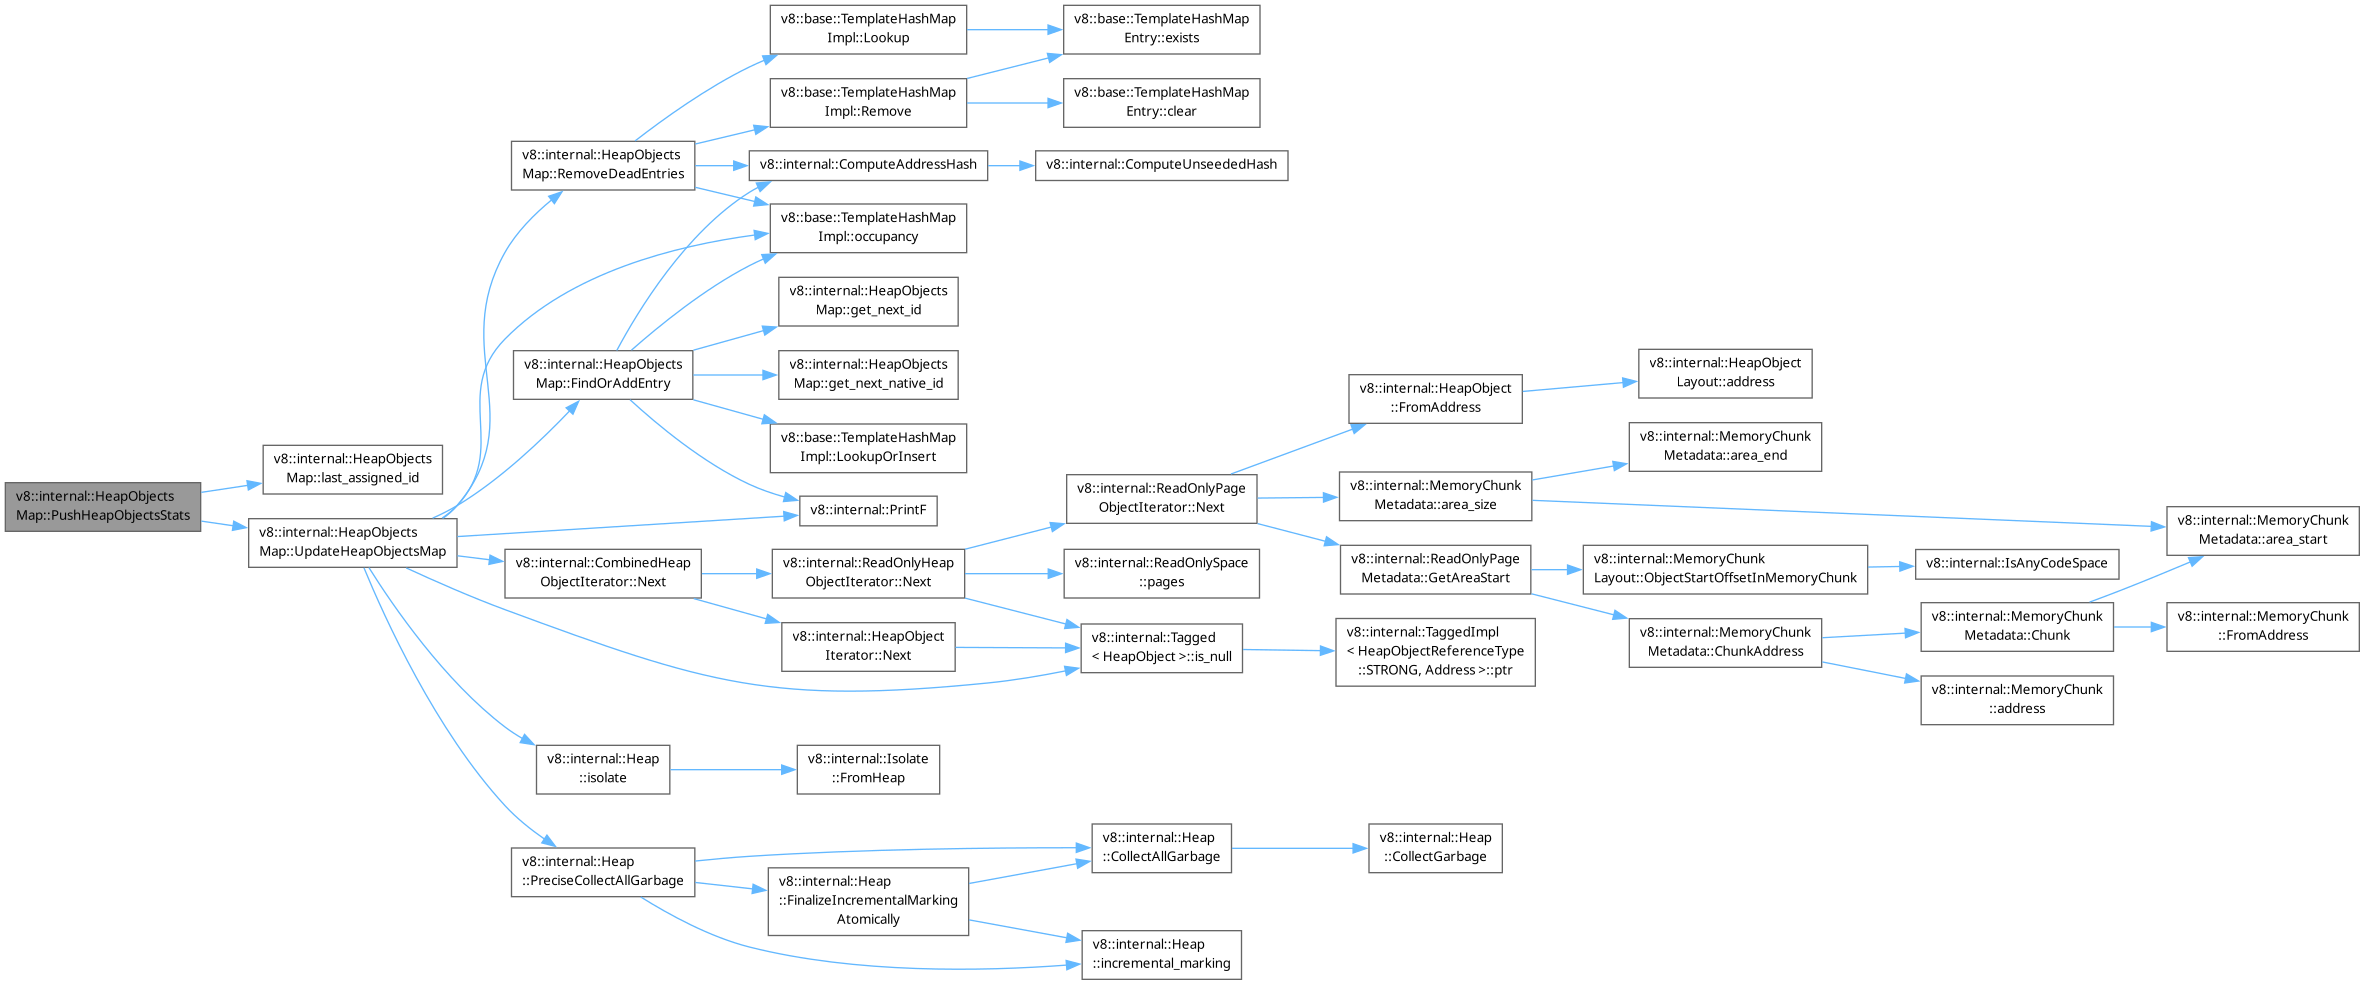 v8::internal::HeapObjects
Map::PushHeapObjectsStats
v8::internal::HeapObjects
Map::last_assigned_id
v8::internal::HeapObjects
Map::UpdateHeapObjectsMap
v8::internal::HeapObjects
Map::RemoveDeadEntries
v8::internal::HeapObjects
Map::FindOrAddEntry
v8::internal::CombinedHeap
ObjectIterator::Next
v8::internal::Heap
::isolate
v8::internal::Heap
::PreciseCollectAllGarbage
v8::base::TemplateHashMap
Impl::Lookup
v8::base::TemplateHashMap
Impl::Remove
v8::internal::ComputeAddressHash
v8::base::TemplateHashMap
Impl::occupancy
v8::internal::HeapObjects
Map::get_next_id
v8::internal::HeapObjects
Map::get_next_native_id
v8::base::TemplateHashMap
Impl::LookupOrInsert
v8::internal::PrintF
v8::internal::ReadOnlyHeap
ObjectIterator::Next
v8::internal::HeapObject
Iterator::Next
v8::internal::Isolate
::FromHeap
v8::internal::Heap
::FinalizeIncrementalMarking
Atomically
v8::base::TemplateHashMap
Entry::exists
v8::base::TemplateHashMap
Entry::clear
v8::internal::ComputeUnseededHash
v8::internal::ReadOnlyPage
ObjectIterator::Next
v8::internal::ReadOnlySpace
::pages
v8::internal::Tagged
< HeapObject >::is_null
v8::internal::Heap
::CollectAllGarbage
v8::internal::Heap
::incremental_marking
v8::internal::HeapObject
::FromAddress
v8::internal::MemoryChunk
Metadata::area_size
v8::internal::ReadOnlyPage
Metadata::GetAreaStart
v8::internal::TaggedImpl
< HeapObjectReferenceType
::STRONG, Address >::ptr
v8::internal::Heap
::CollectGarbage
v8::internal::HeapObject
Layout::address
v8::internal::MemoryChunk
Metadata::area_end
v8::internal::MemoryChunk
Layout::ObjectStartOffsetInMemoryChunk
v8::internal::MemoryChunk
Metadata::ChunkAddress
v8::internal::IsAnyCodeSpace
v8::internal::MemoryChunk
Metadata::Chunk
v8::internal::MemoryChunk
::address
v8::internal::MemoryChunk
Metadata::area_start
v8::internal::MemoryChunk
::FromAddress